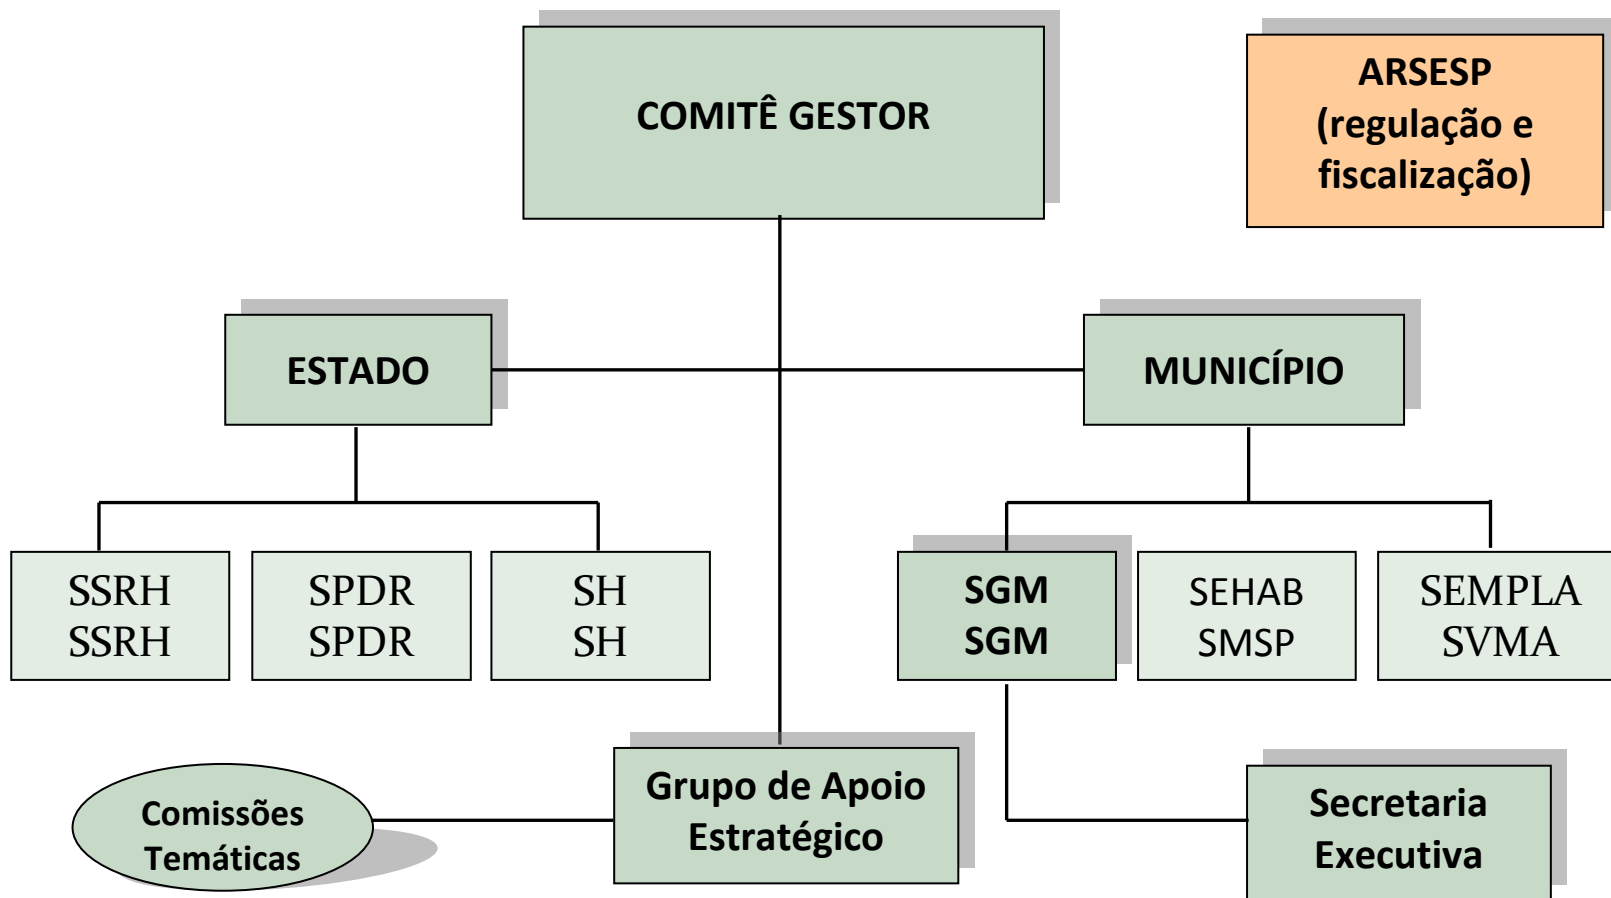 COMITÊ GESTOR
ARSESP
(regulação e
fiscalização)
ESTADO
MUNICÍPIO
SSRH
SSRH
SPDR
SPDR
SH
SH
SGM
SGM
SEHAB
SMSP
SEMPLA
SVMA
Comissões
Temáticas
Grupo de Apoio
Estratégico
Secretaria
Executiva